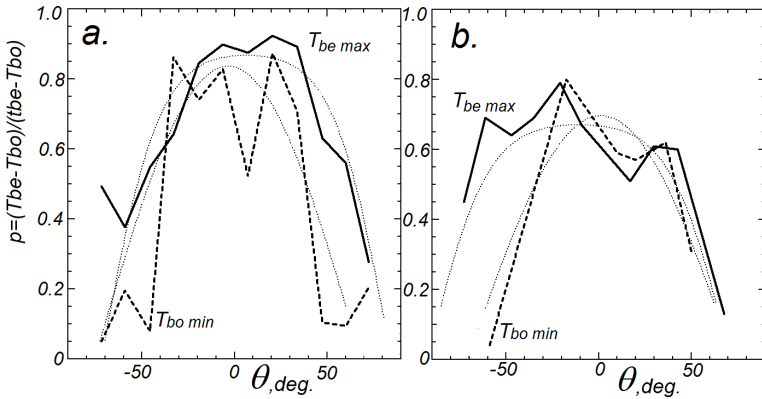 a.
T be max
T bo min
1.0
0.8
0.6
0.4
0.2
0
p=(Tbe-Tbo)/(tbe-Tbo)
-50 0 50
θ,deg.
b.
T be max
T bo min
1.0
0.8
0.6
0.4
0.2
0
-50 0 50
θ,deg.